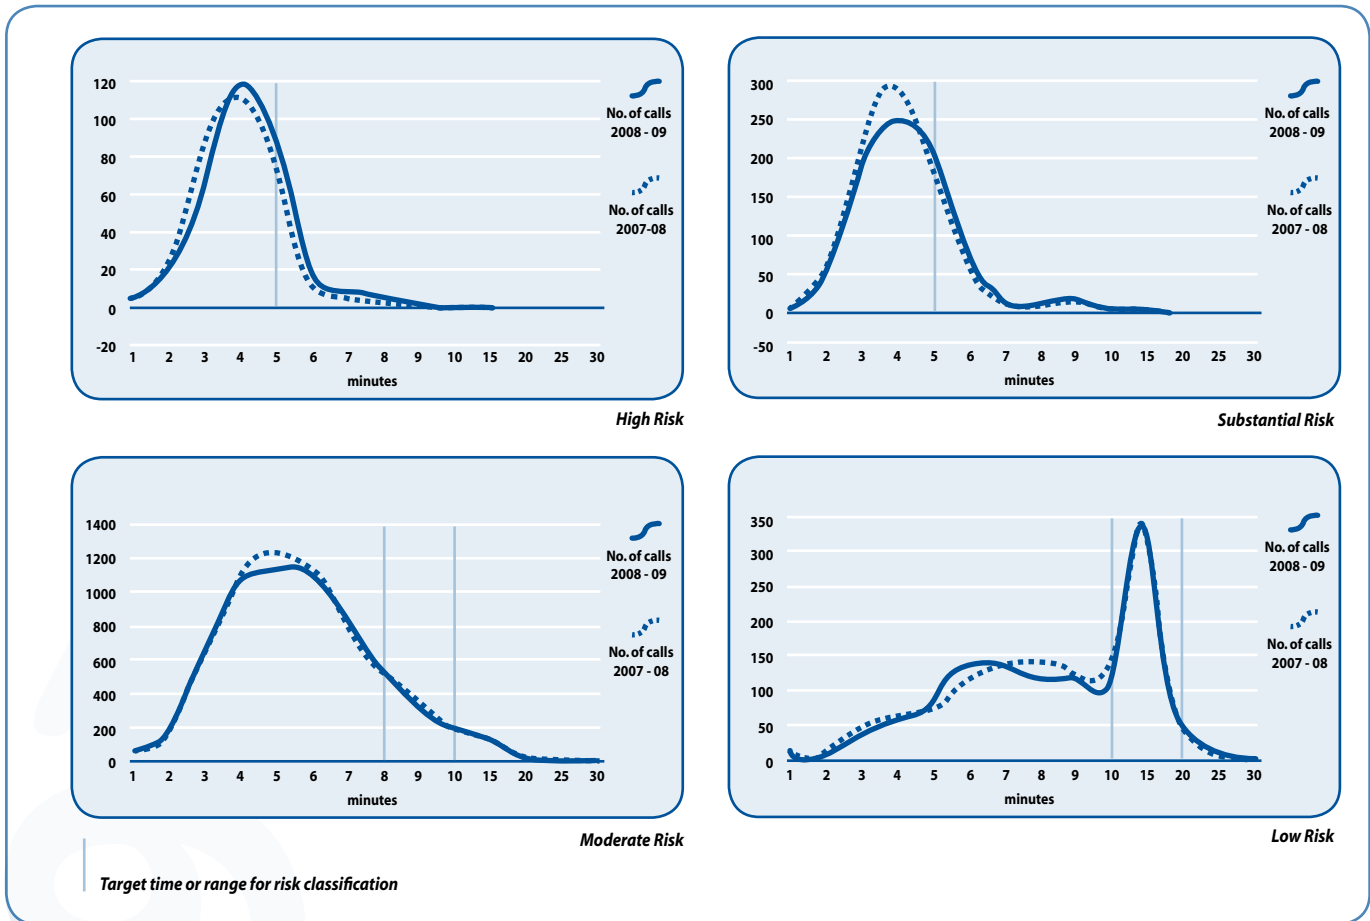 120
100
80
60
40
20
0
-20
1 2 3 4 5 6 7 8 9 10 15 20 25 30
minutes
No. of calls
2008 - 09
No. of calls
2007-08
High Risk
300
250
200
150
100
50
0
-50
1 2 3 4 5 6 7 8 9 10 15 20 25 30
minutes
No. of calls
2008 - 09
No. of calls
2007 - 08
Substantial Risk
1400
1200
1000
800
600
400
200
0
1 2 3 4 5 6 7 8 10 15 20 25 30
minutes
No. of calls
2008 - 09
No. of calls
2007 - 08
Moderate Risk
350
300
250
200
150
100
50
0
1 2 3 4 5 6 7 8 9 10 15 20 25 30
minutes
No. of calls
2008 - 09
No. of calls
2007 - 08
Low Risk
Target time or range for risk classification